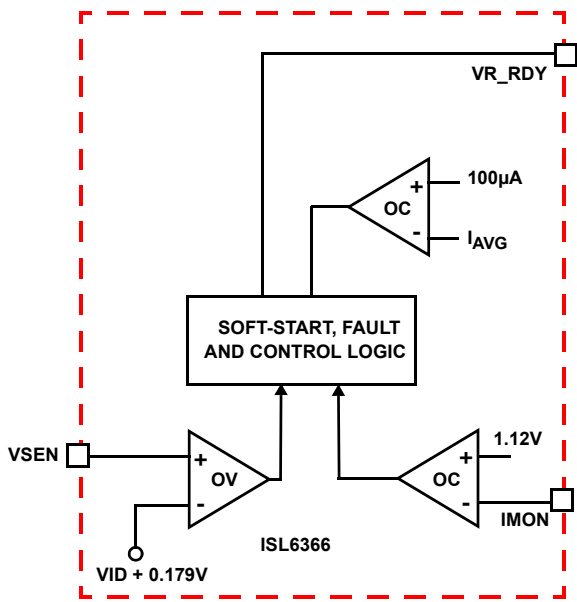 VR_RDY
100µA
+
OC
-
IAVG
SOFT-START, FAULT
AND CONTROL LOGIC
1.12V
VSEN
+
+
OV
OC
-
-
IMON
ISL6366
VID + 0.179V